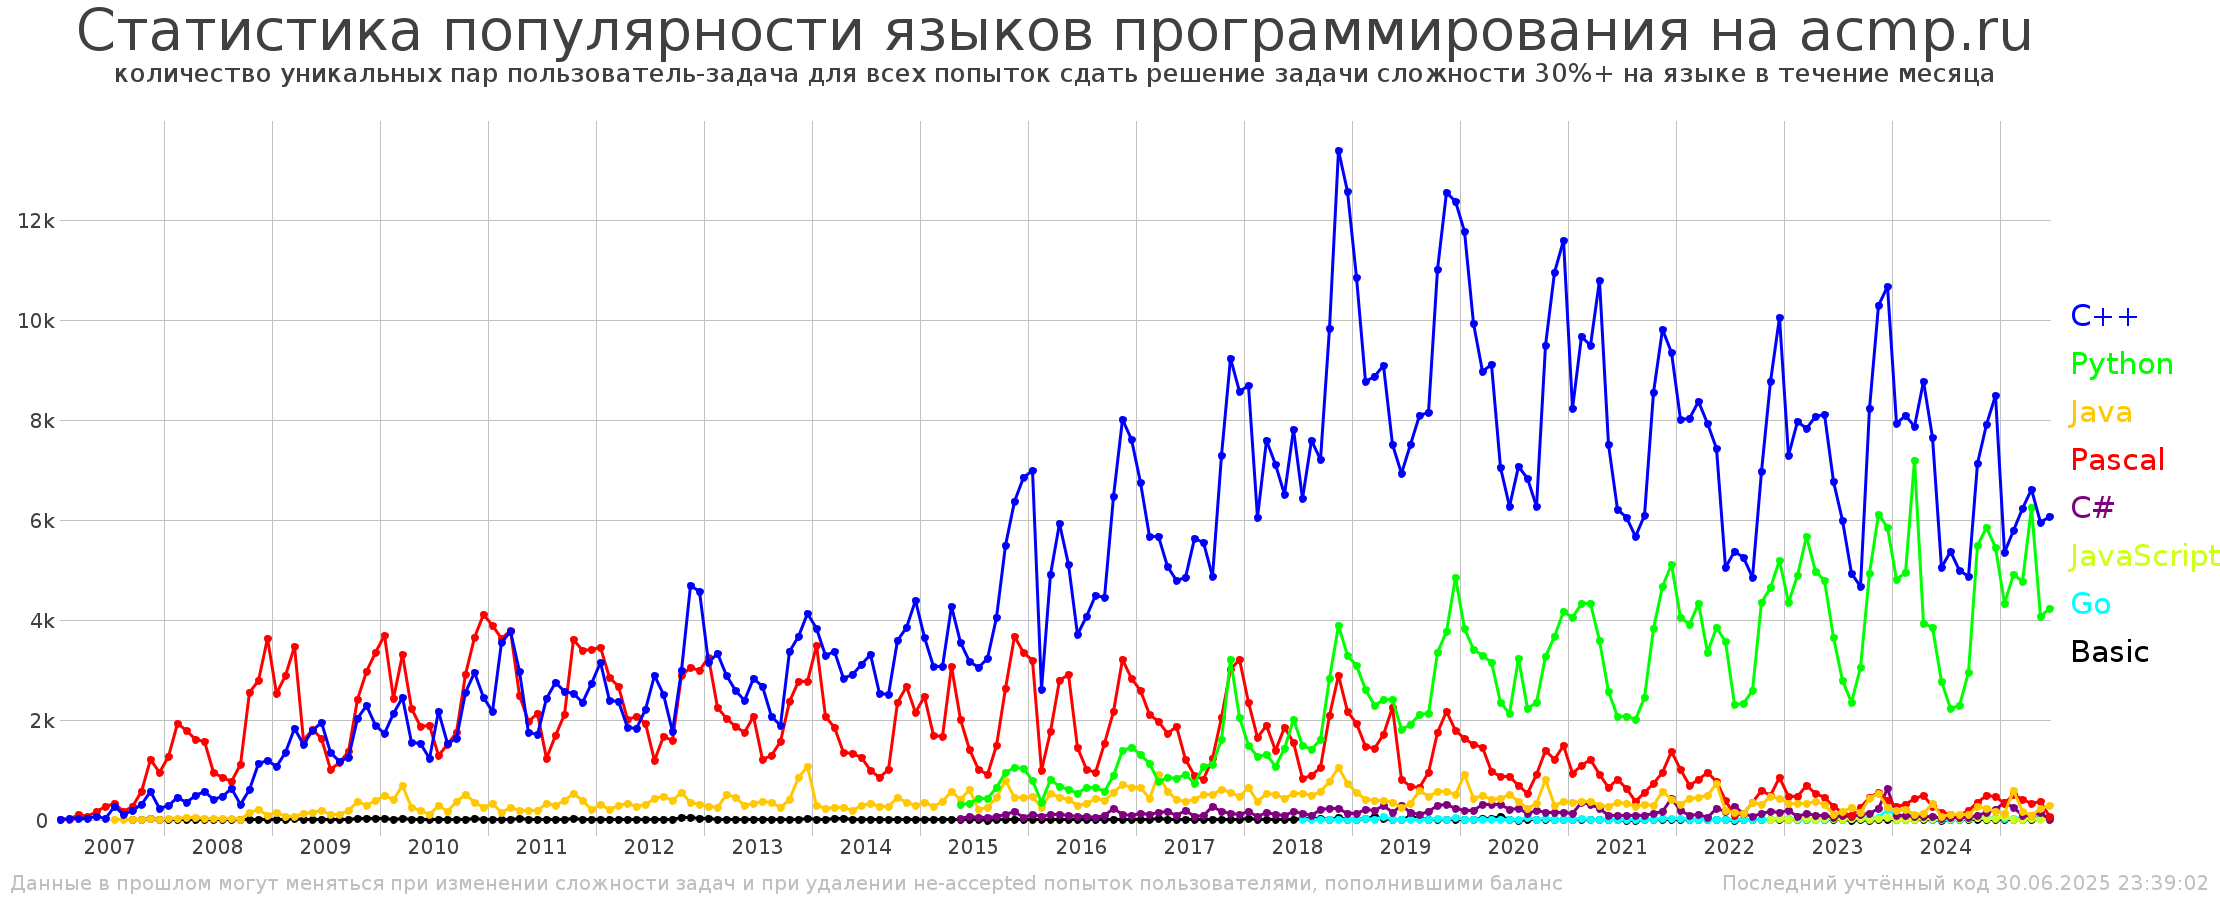 Статистика популярности языков программирования на acmp.ru
количество уникальных пар пользователь-задача для всех попыток сдать решение задачи сложности 30%+ на языке в течение месяца
12k
10k
8k
6k
4k
2k
0
C++
Python
Java
Pascal
C#
JavaScript
Go
Basic
2007 2008 2009 2010 2011 2012 2013 2014 2015 2016 2017 2018 2019 2020 2021 2022 2023 2024
Данные в прошлом могут меняться при изменении сложности задач и при удалении не-accepted попыток пользователями, пополнившими баланс
Последний учтённый код 30.06.2025 23:39:02